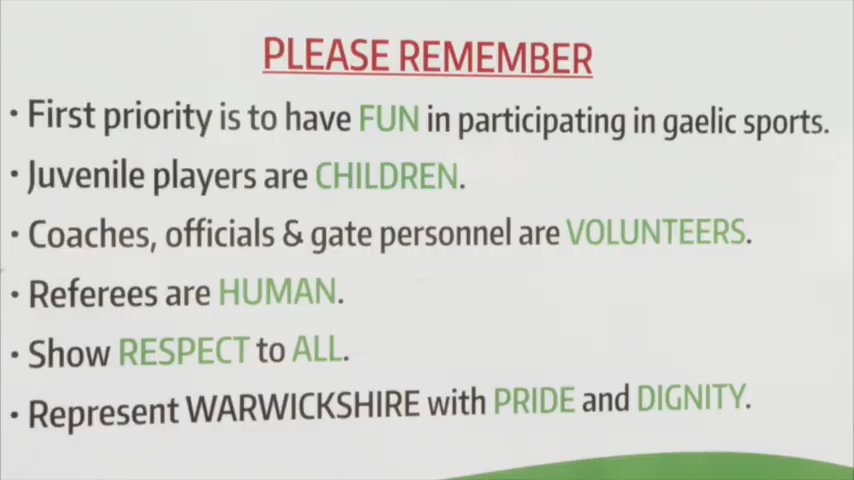 PLEASE REMEMBER
· First priority is to have FUN in participating in gaelic sports.
· Juvenile players are CHILDREN.
· Coaches, officials & gate personnel are VOLUNTEERS.
· Referees are HUMAN.
· Show RESPECT to ALL.
· Represent WARWICKSHIRE with PRIDE and DIGNITY.